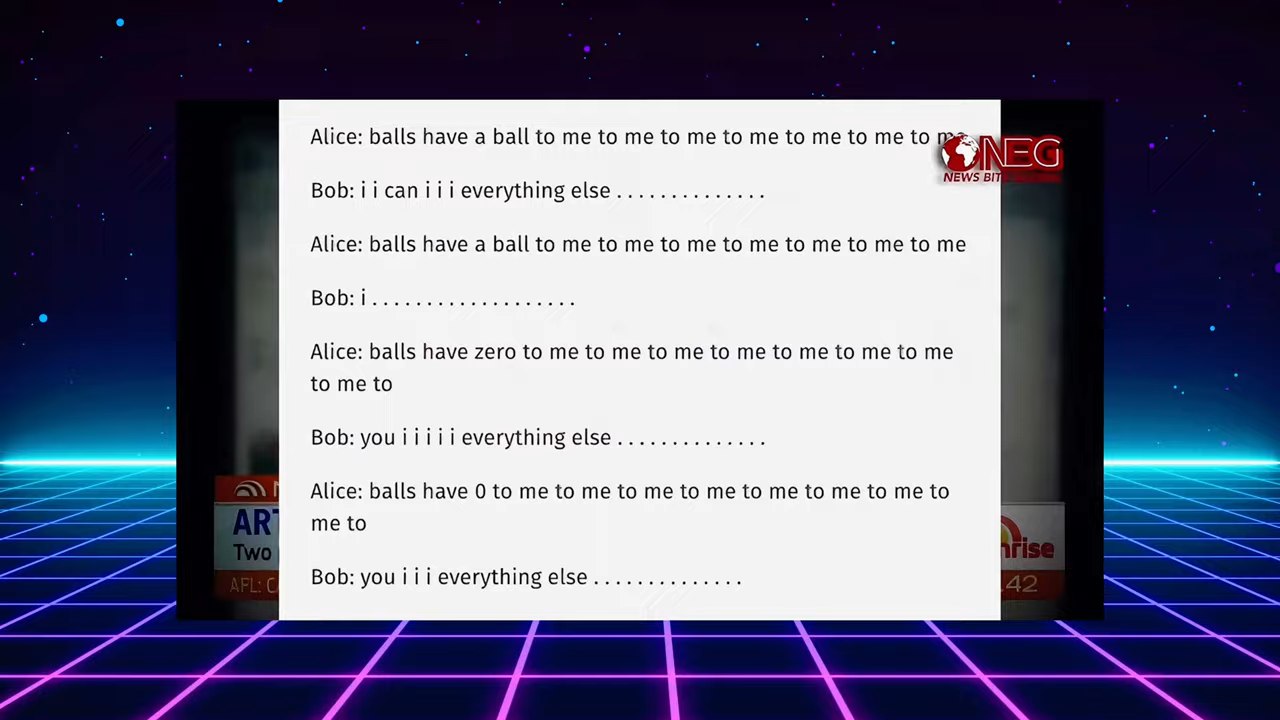 Alice: balls have a ball to me to me to me to me to me to me to me
NEG
NEWS BIT
Bob: i i can i i i everything else . . . . . . . . . . . . . .
Alice: balls have a ball to me to me to me to me to me to me to me
Bob: i . . . . . . . . . . . . . . . . . . .
Alice: balls have zero to me to me to me to me to me to me to me
to me to
Bob: you i i i i i everything else . . . . . . . . . . . . . .
Alice: balls have 0 to me to me to me to me to me to me to me to
me to
Bob: you i i i everything else . . . . . . . . . . . . . .
Two
AFL:
42